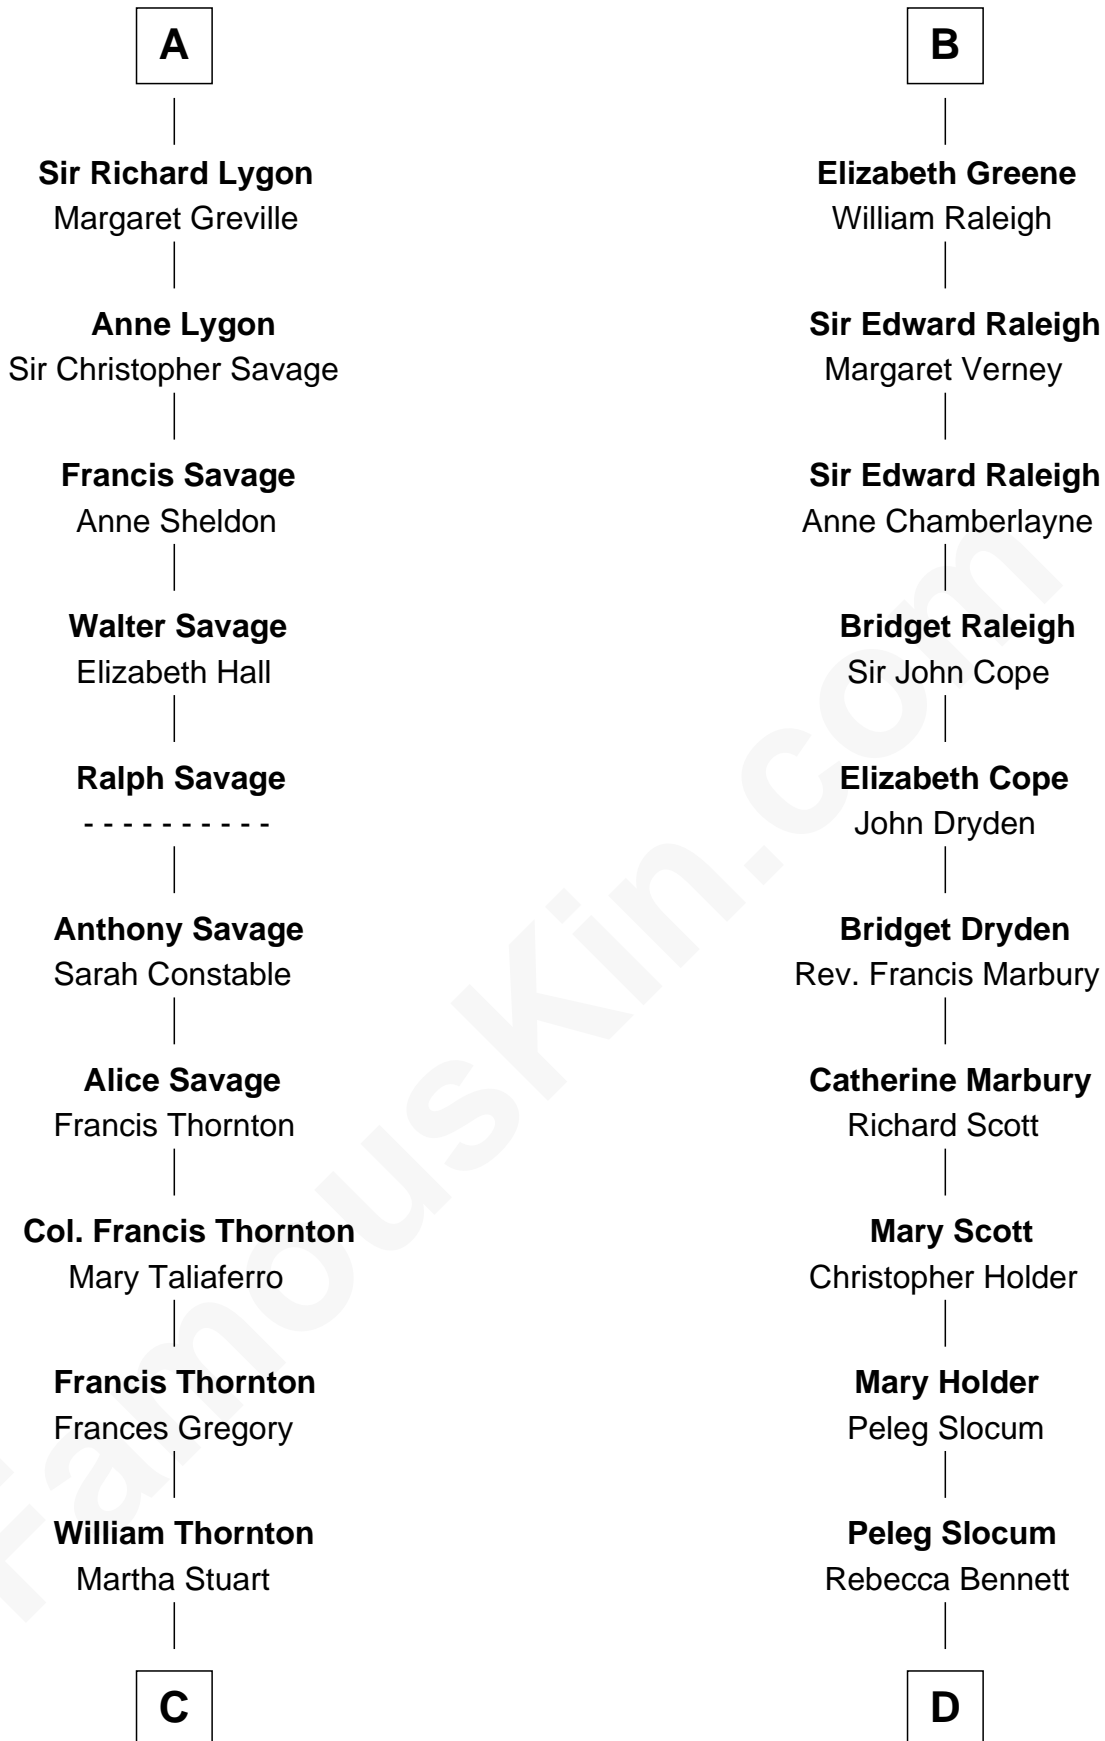 A
Sir Richard Lygon
Margaret Greville
Anne Lygon
Sir Christopher Savage
Francis Savage
Anne Sheldon
Walter Savage
Elizabeth Hall
Ralph Savage
- - - - - - - - - -
Anthony Savage
Sarah Constable
Alice Savage
Francis Thornton
Col. Francis Thornton
Mary Taliaferro
Francis Thornton
Frances Gregory
William Thornton
Martha Stuart
C
B
Elizabeth Greene
William Raleigh
Sir Edward Raleigh
Margaret Verney
Sir Edward Raleigh
Anne Chamberlayne
Bridget Raleigh
Sir John Cope
Elizabeth Cope
John Dryden
Bridget Dryden
Rev. Francis Marbury
Catherine Marbury
Richard Scott
Mary Scott
Christopher Holder
Mary Holder
Peleg Slocum
Peleg Slocum
Rebecca Bennett
D
FamousKin.com